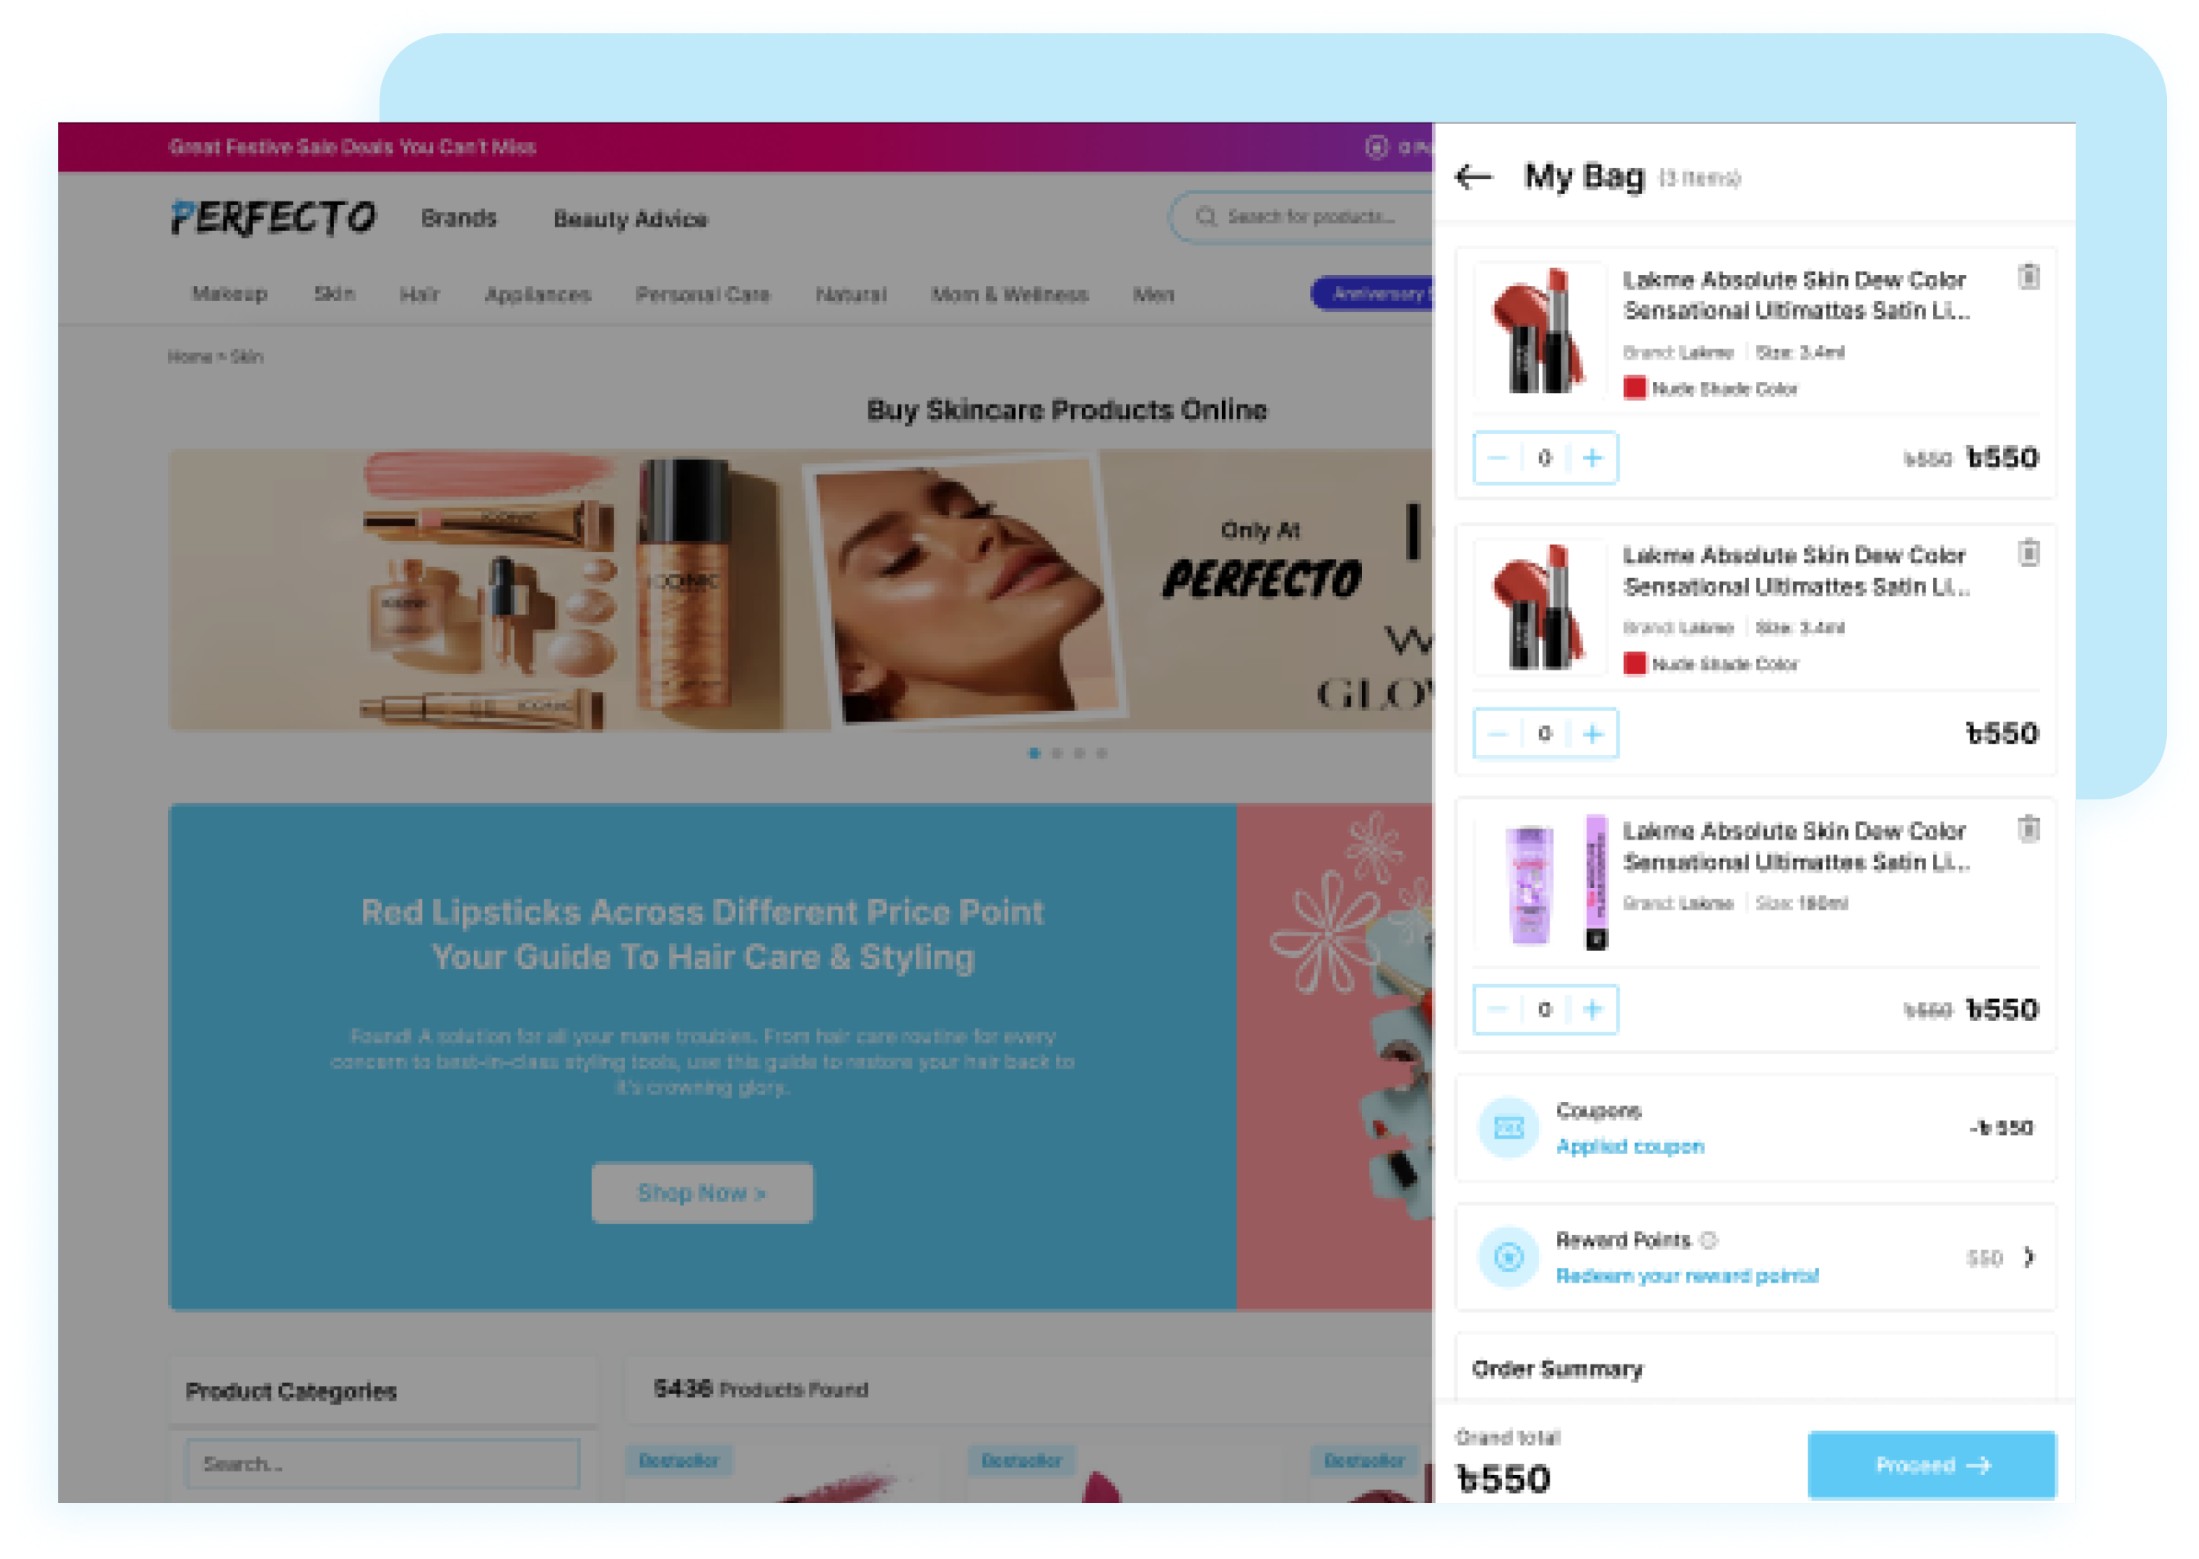 Great Festive Sale Deals You Can't Miss
PERFECTO
Brands
Beauty Advice
Search for products...
Makeup
Skin
Hair
Appliances
Personal Care
Natural
Mom & Wellness
Men
Anniversary
Home > Skin
Buy Skincare Products Online
ICONIC
ICONIC
ICONIC
Only At
PERFECTO
GLOW
Red Lipsticks Across Different Price Point
Your Guide To Hair Care & Styling
Found! A solution for all your mane troubles. From hair care routine for every
concern to best-in-class styling tools, use this guide to restore your hair back to
it's crowning glory.
Shop Now >
Product Categories
Search...
5436 Products Found
Bestseller
Bestseller
Bestseller
My Bag (3 items)
Lakme Absolute Skin Dew Color
Sensational Ultimattes Satin Li...
Brand: Lakme | Size: 3.4ml
Nude Shade Color
0
৳550 ৳550
Lakme Absolute Skin Dew Color
Sensational Ultimattes Satin Li...
Brand: Lakme | Size: 3.4ml
Nude Shade Color
0
৳550
Lakme Absolute Skin Dew Color
Sensational Ultimattes Satin Li...
Brand: Lakme | Size: 180ml
0
৳550 ৳550
Coupons
Applied coupon
-৳ 550
Reward Points
Redeem your reward points!
550
Order Summary
Grand total
৳550
Proceed →